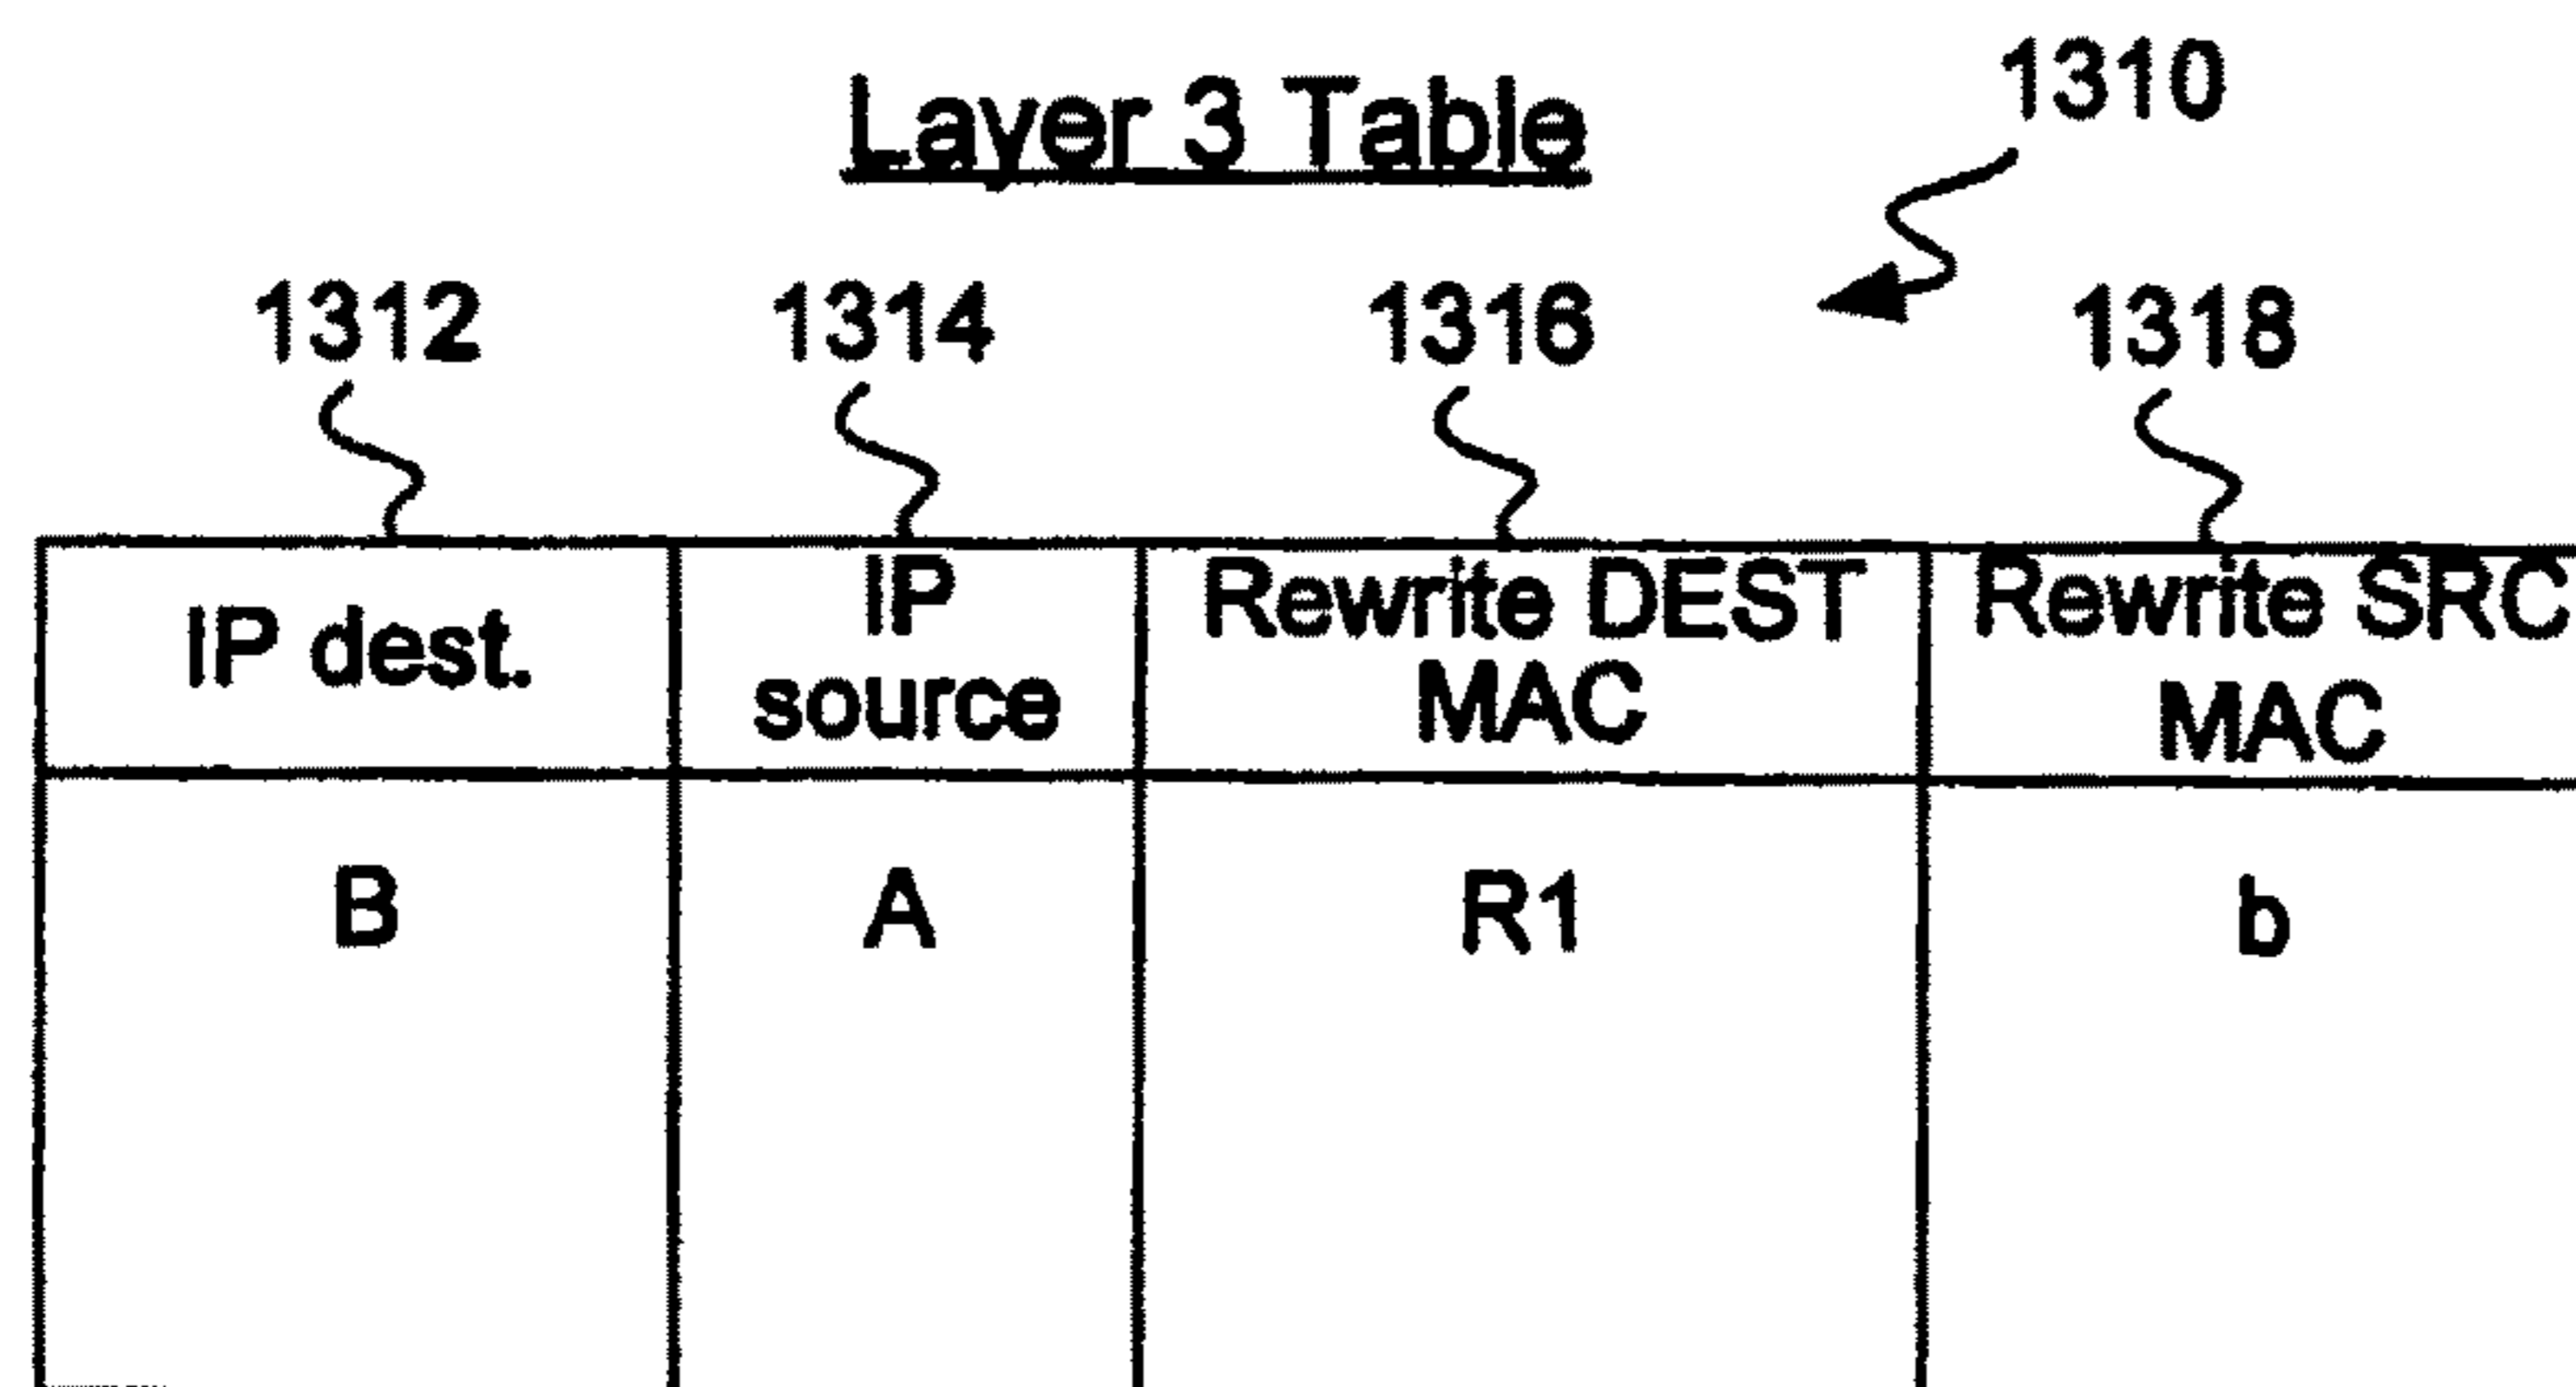 Layer 3 Table
1310
1312 1314 1316 1318
IP dest. IP source Rewrite DEST MAC Rewrite SRC MAC
B A R1 b